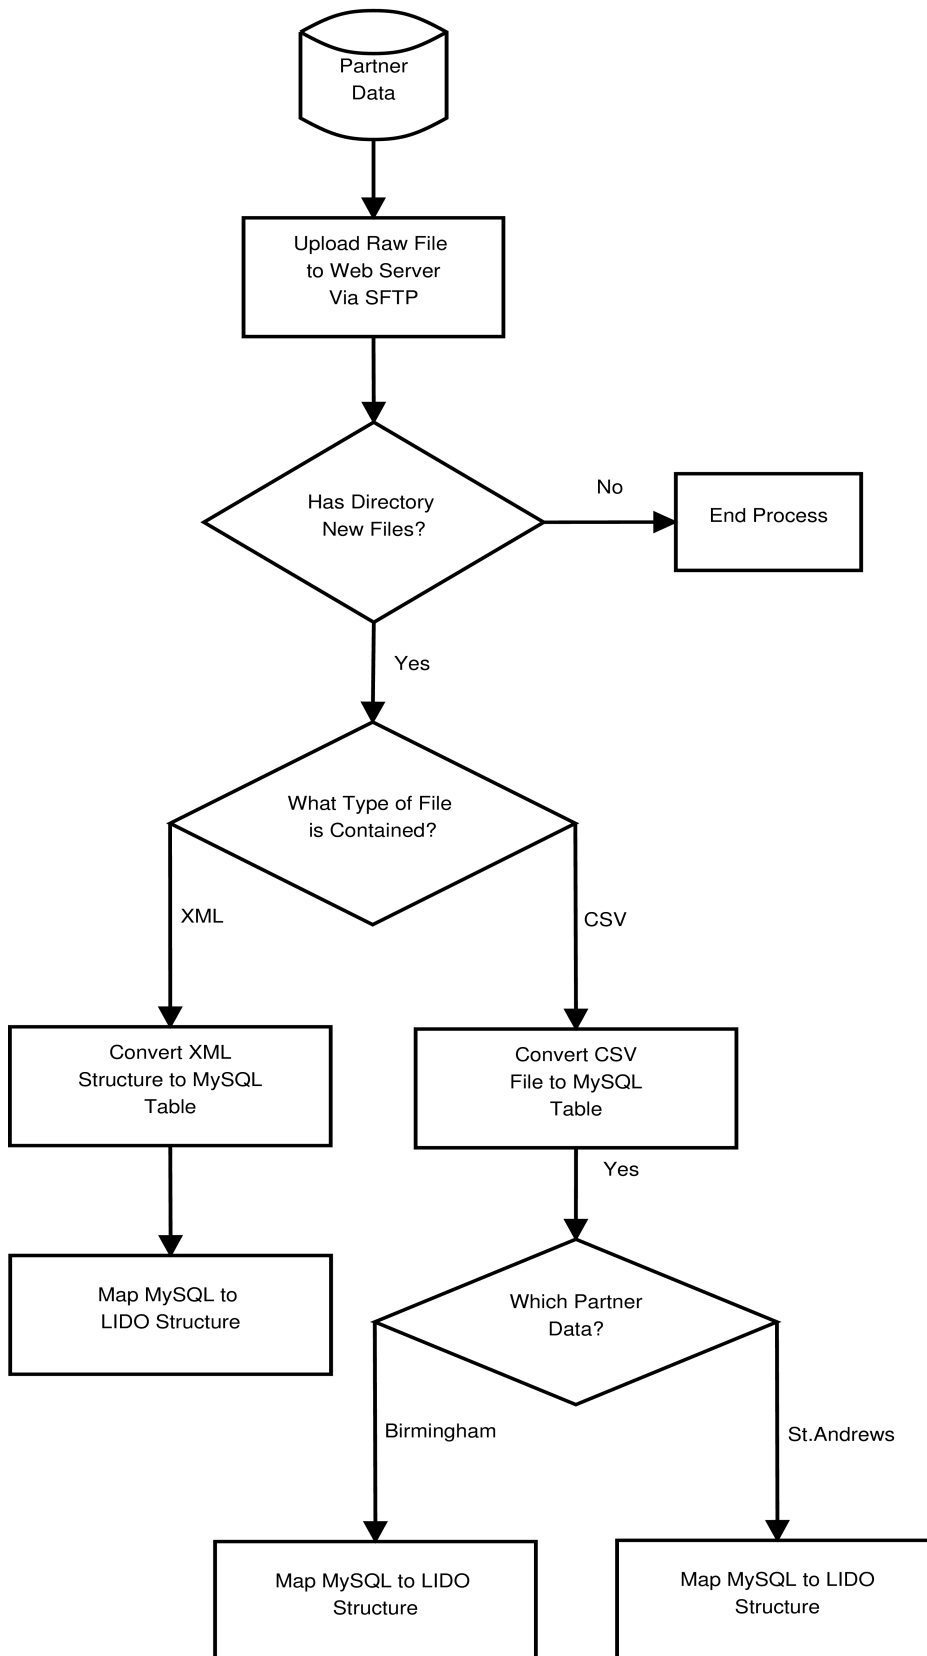 Partner
Data
Upload Raw File
to Web Server
Via SFTP
Has Directory
New Files?
No
End Process
Yes
What Type of File
is Contained?
XML
CSV
Convert XML
Structure to MySQL
Table
Convert CSV
File to MySQL
Table
Yes
Map MySQL to
LIDO Structure
Which Partner
Data?
Birmingham
St.Andrews
Map MySQL to LIDO
Structure
Map MySQL to LIDO
Structure